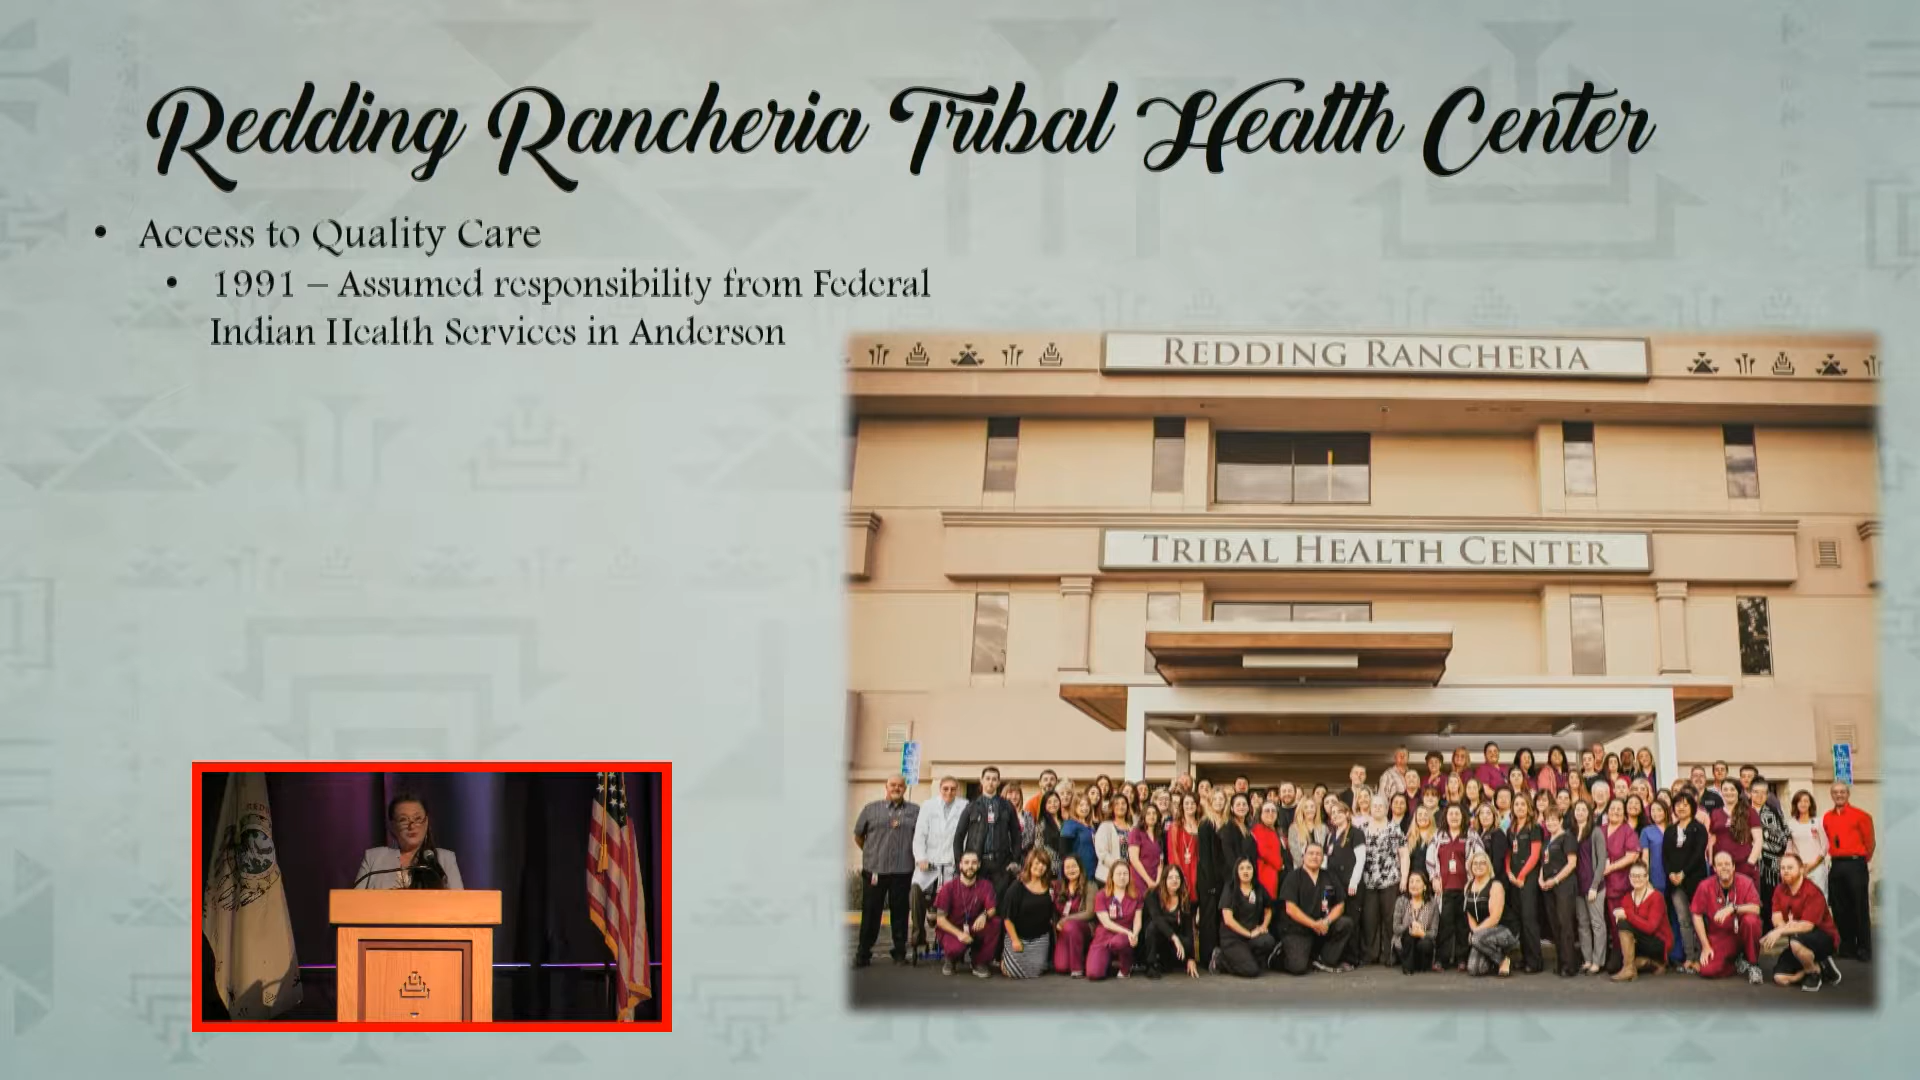 Redding Rancheria Tribal Health Center
• Access to Quality Care
• 1991 – Assumed responsibility from Federal
Indian Health Services in Anderson
REDDING RANCHERIA
TRIBAL HEALTH CENTER